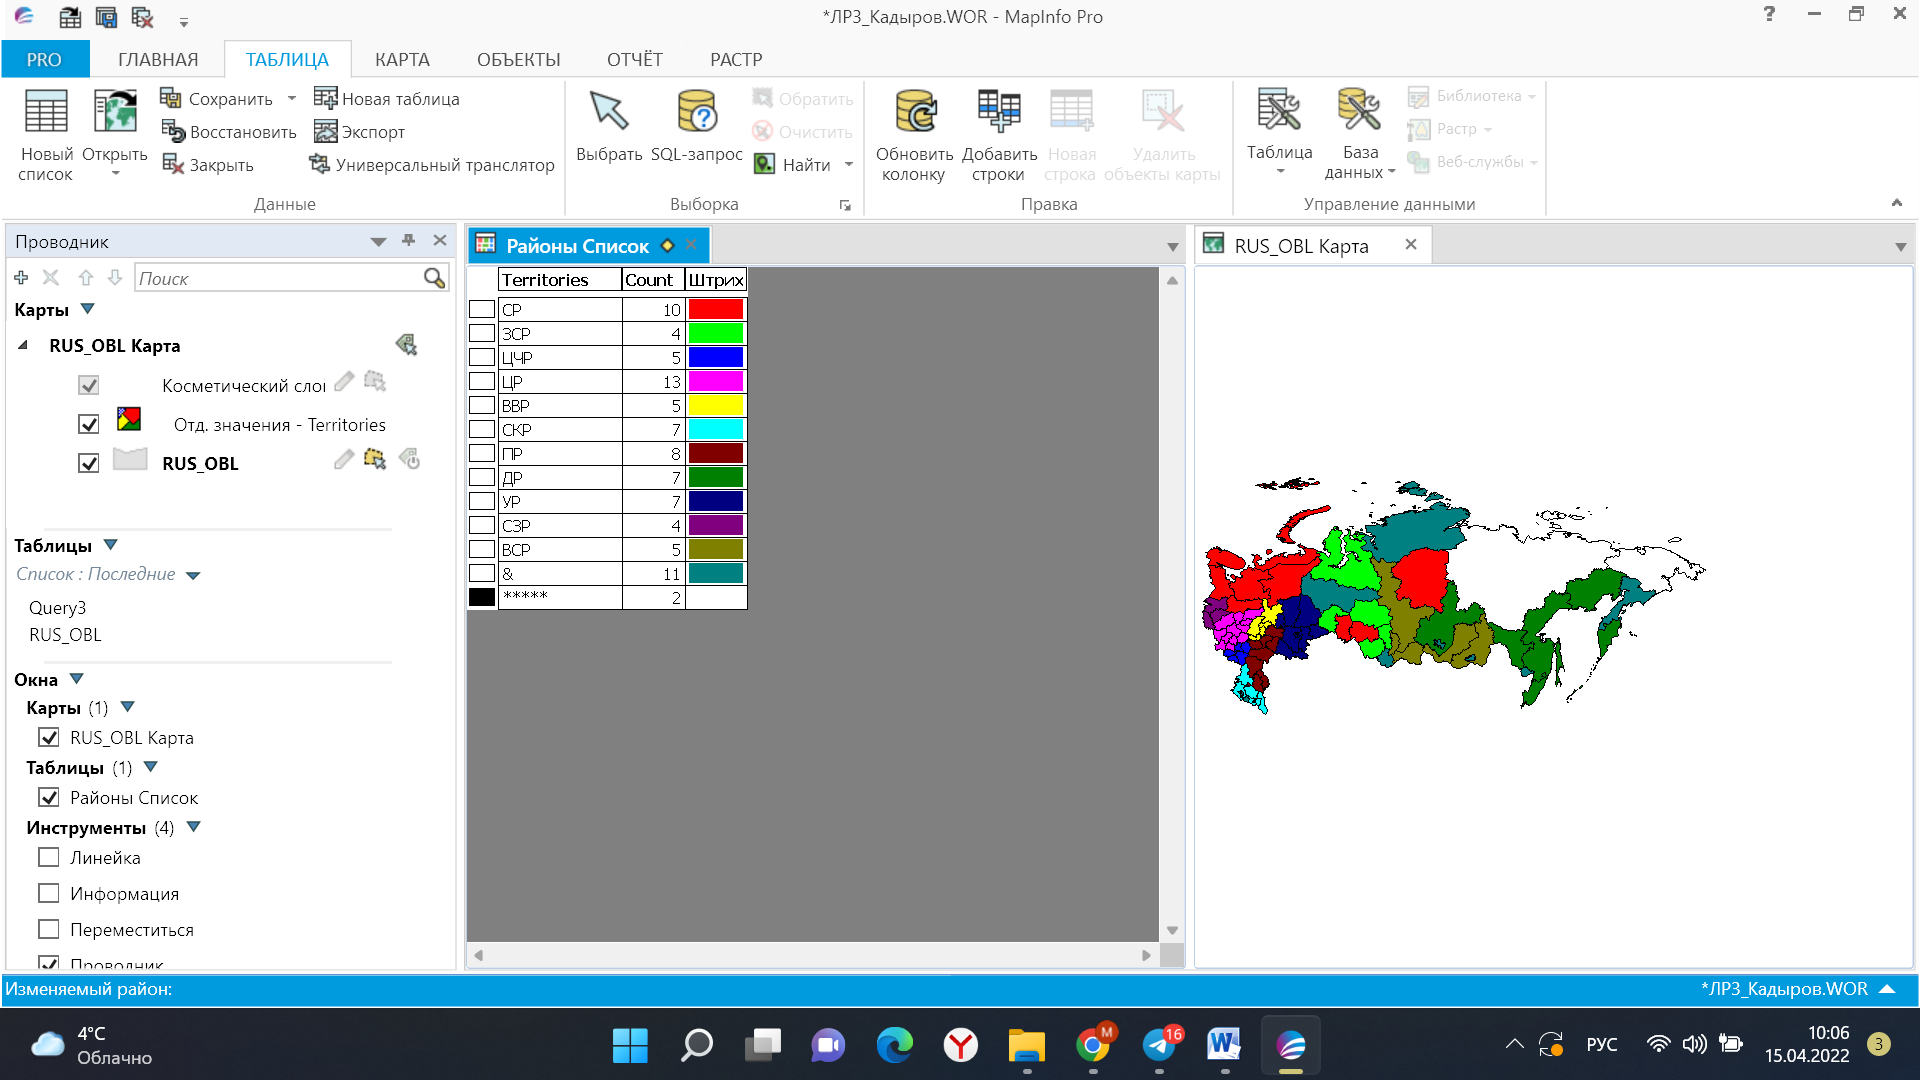 *ЛР3_Кадыров.WOR - MapInfo Pro
PRO
ГЛАВНАЯ
ТАБЛИЦА
КАРТА
ОБЪЕКТЫ
ОТЧЁТ
РАСТР
Новый список
Открыть
Сохранить
Восстановить
Закрыть
Новая таблица
Экспорт
Универсальный транслятор
Данные
Выбрать
SQL-запрос
Обратить
Очистить
Найти
Выборка
Обновить колонку
Добавить строки
Новая строка
Удалить объекты карты
Правка
Таблица
База данных
Библиотека
Растр
Веб-службы
Управление данными
Проводник
Поиск
Карты
RUS_OBL Карта
Косметический сло
Отд. значения - Territories
RUS_OBL
Таблицы
Список : Последние
Query3
RUS_OBL
Окна
Карты (1)
RUS_OBL Карта
Таблицы (1)
Районы Список
Инструменты (4)
Линейка
Информация
Переместиться
Проводник
Районы Список
Territories Count Штрих
СР 10
ЗСР 4
ЦЧР 5
ЦР 13
ВВР 5
СКР 7
ПР 8
ДР 7
УР 7
СЗР 4
ВСР 5
& 11
***** 2
RUS_OBL Карта
Изменяемый район:
*ЛР3_Кадыров.WOR
4°C
Облачно
M
16
РУС
10:06
15.04.2022
3